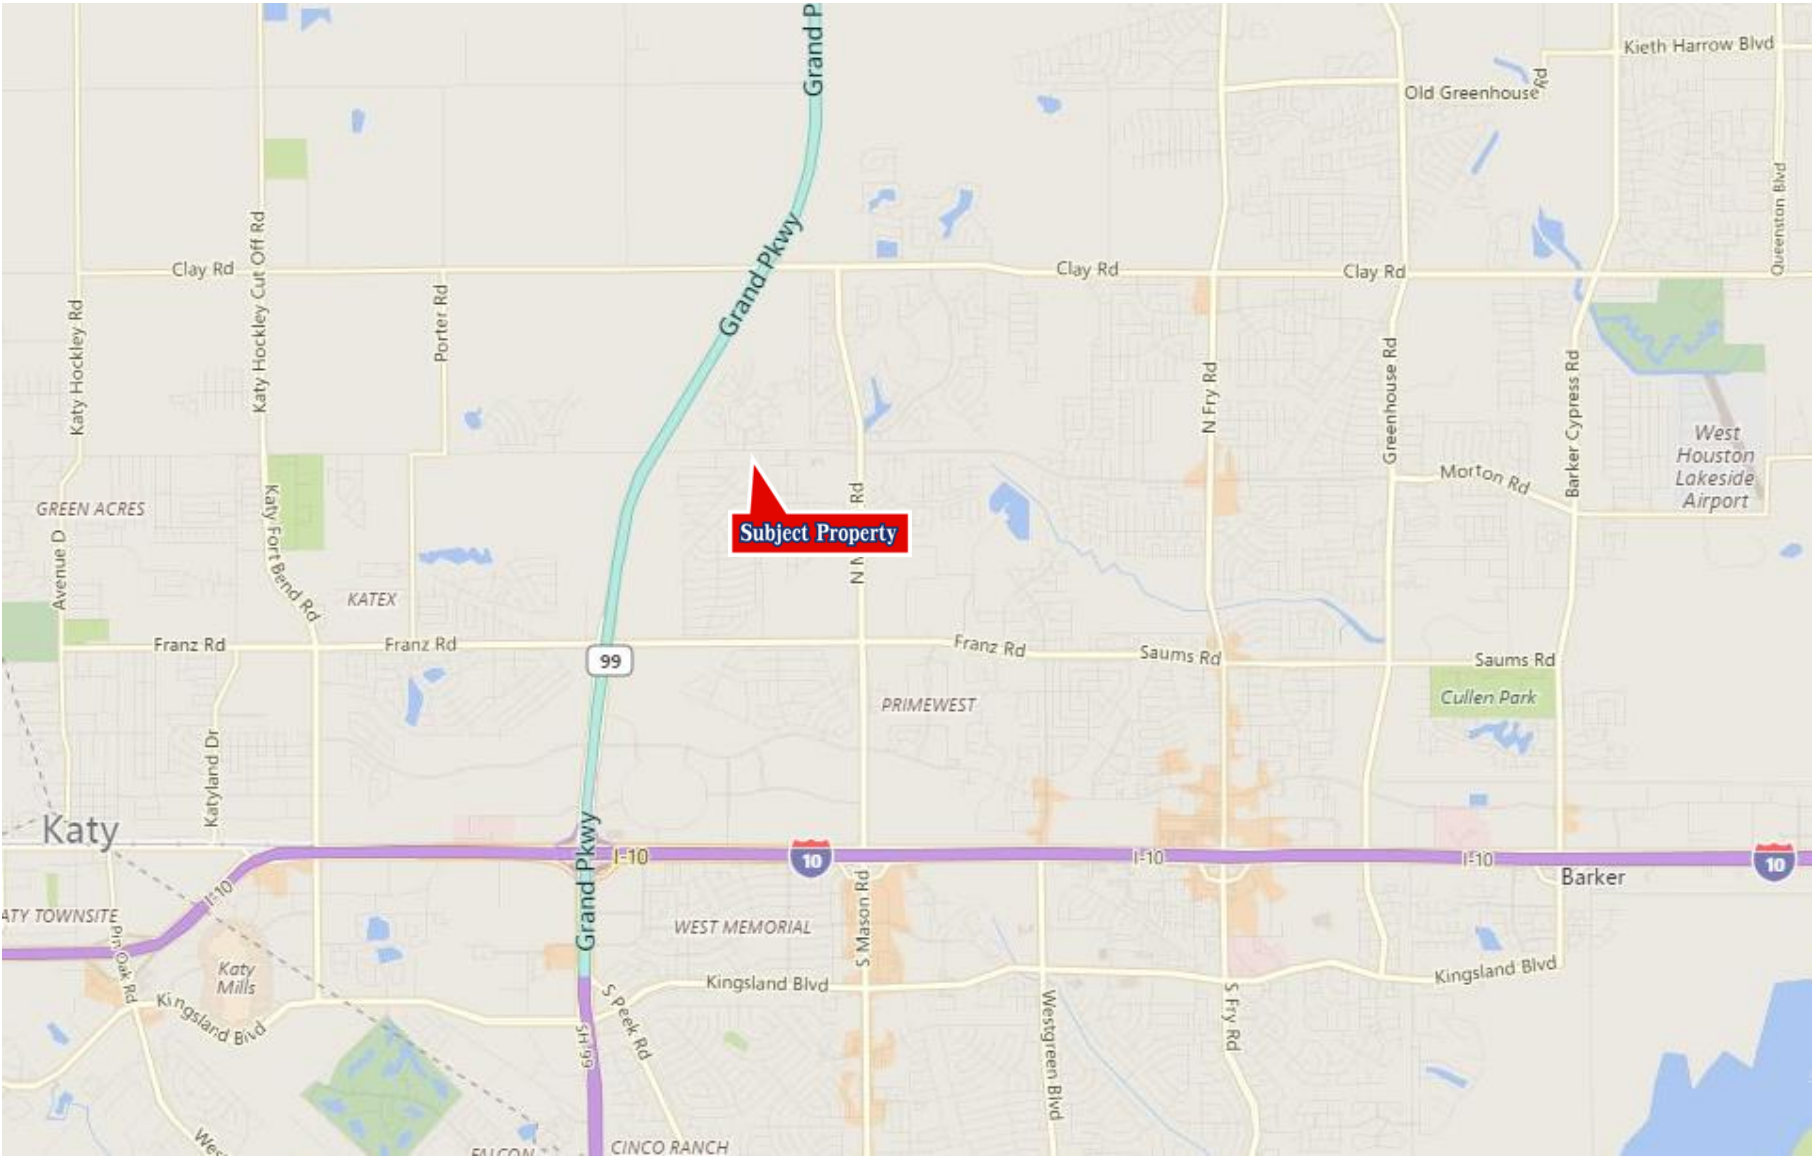 Grand P
Kieth Harrow Blvd
Old Greenhouse Rd
Queenston Blvd
Katy Hockley Cut Off Rd
Grand Pkwy
Clay Rd
Clay Rd
Clay Rd
Katy Hockley Rd
Porter Rd
N Fry Rd
Greenhouse Rd
Barker Cypress Rd
West
Houston
Lakeside
Airport
Morton Rd
GREEN ACRES
Katy Fort Bend Rd
Subject Property
N M
Rd
Avenue D
KATEX
Franz Rd
Franz Rd
99
Franz Rd
Saums Rd
Saums Rd
Cullen Park
PRIMEWEST
Katyland Dr
Katy
Grand Pkwy
I-10
10
I-10
I-10
10
Barker
I-10
ATY TOWNSITE
Pin Oak Rd
WEST MEMORIAL
S Mason Rd
Katy
Mills
Kingsland Blvd
Kingsland Blvd
Kingsland Blvd
S Peek Rd
SH 99
Westgreen Blvd
S Fry Rd
Wes
FALCON
CINCO RANCH